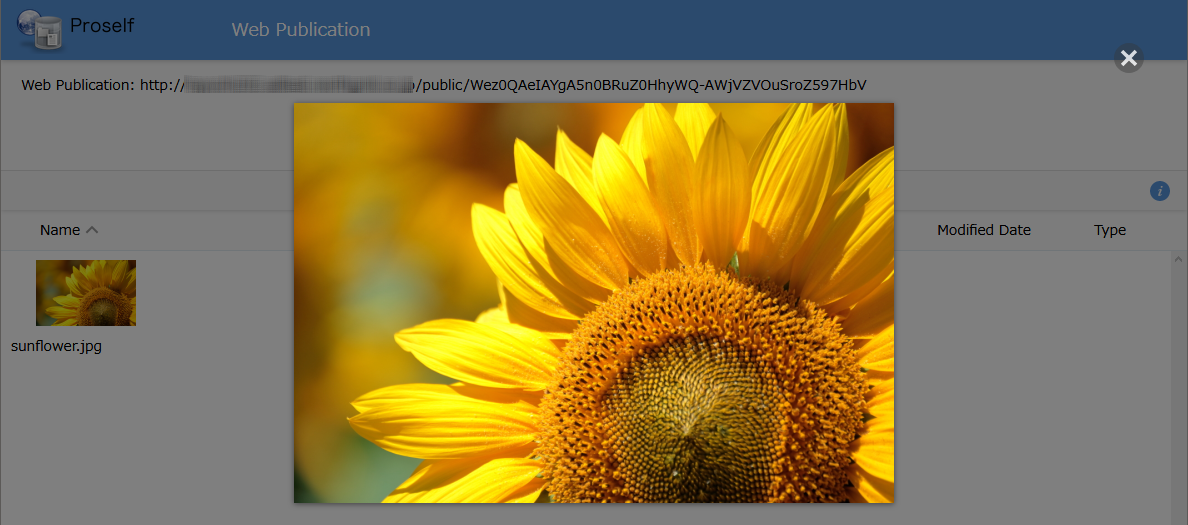 Proself
Web Publication
Web Publication: http:///public/Wez0QAeIAYgA5n0BRuZ0HhyWQ-AWjVZVOuSroZ597HbV
i
Name
Modified Date
Type
sunflower.jpg